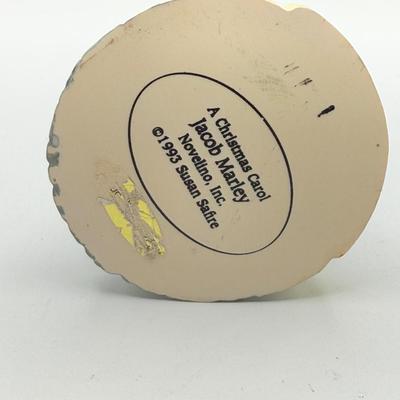 A Christmas Carol
Jacob Marley
Novelino, Inc.
©1993 Susan Safire